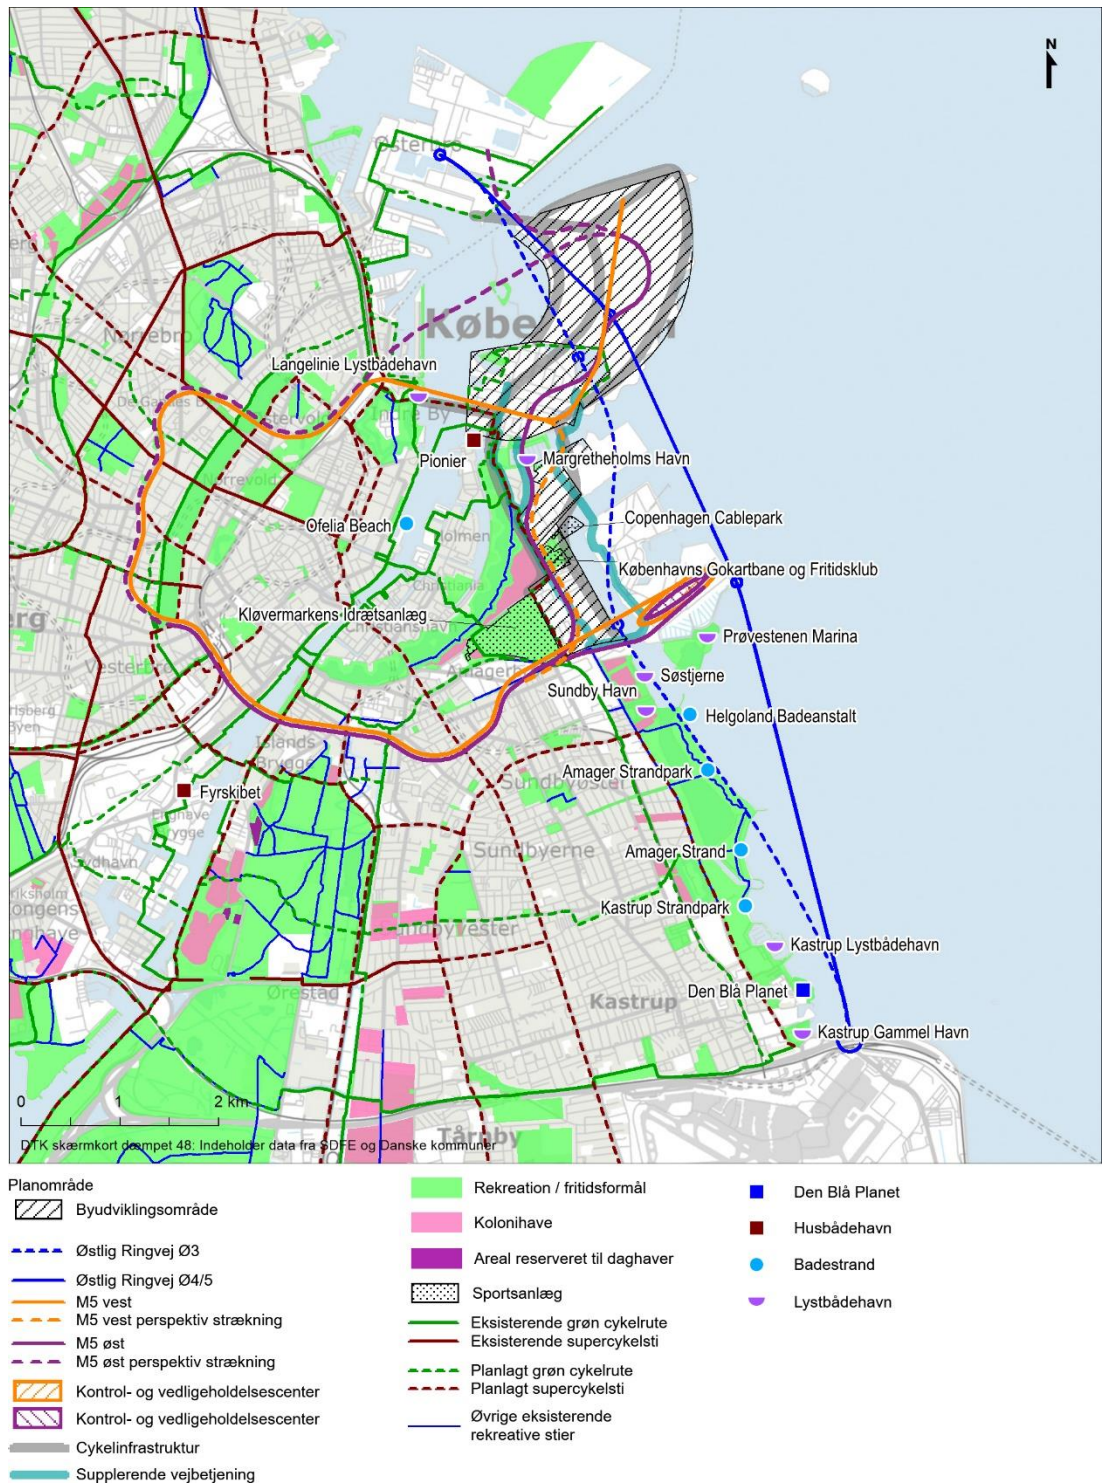 N
Østerbro
Københ
Nørrebro
Langelinie Lystbådehavn
Indre By
Pionier
Margretheholms Havn
Nørrevold
Copenhagen Cablepark
Ofelia Beach
Holmen
Københavns Gokartbane og Fritidsklub
Christiania
Kløvermarkens Idrætsanlæg
Christianshavn
Prøvestenen Marina
Vesterbro
Søstjerne
Sundby Havn
Helgoland Badeanstalt
Islands
Brygge
Amager Strandpark
Sundbyøster
Fyrskibet
Enghave
Brygge
Sundbyerne
Amager Strand
Sydhavn
Kastrup Strandpark
Sundbyvester
Kastrup Lystbådehavn
Den Blå Planet
Ørestad
Kastrup
Kastrup Gammel Havn
0 1 2 km
Tårnby
DTK skærmkort dæmpet 48: Indeholder data fra SDFE og Danske kommuner
Planområde
Byudviklingsområde
Østlig Ringvej Ø3
Østlig Ringvej Ø4/5
M5 vest
M5 vest perspektiv strækning
M5 øst
M5 øst perspektiv strækning
Kontrol- og vedligeholdelsescenter
Kontrol- og vedligeholdelsescenter
Cykelinfrastruktur
Supplerende vejbetjening
Rekreation / fritidsformål
Kolonihave
Areal reserveret til daghaver
Sportsanlæg
Eksisterende grøn cykelrute
Eksisterende supercykelsti
Planlagt grøn cykelrute
Planlagt supercykelsti
Øvrige eksisterende
rekreative stier
Den Blå Planet
Husbådehavn
Badestrand
Lystbådehavn